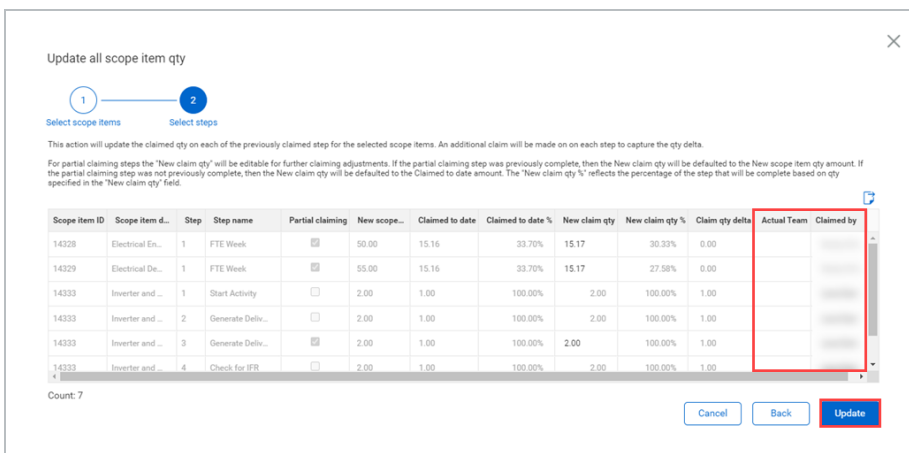 Update all scope item qty
1
2
Select scope items
Select steps
This action will update the claimed qty on each of the previously claimed step for the selected scope items. An additional claim will be made on on each step to capture the qty delta.
For partial claiming steps the "New claim qty" will be editable for further claiming adjustments. If the partial claiming step was previously complete, then the New claim qty will be defaulted to the New scope item qty amount. If
the partial claiming step was not previously complete, then the New claim qty will be defaulted to the Claimed to date amount. The "New claim qty %" reflects the percentage of the step that will be complete based on qty
specified in the "New claim qty" field.
Scope item ID Scope item d... Step Step name Partial claiming New scope... Claimed to date Claimed to date % New claim qty New claim qty % Claim qty delta Actual Team Claimed by
14328 Electrical En... 1 FTE Week 50.00 15.16 33.70% 15.17 30.33% 0.00
14329 Electrical De... 1 FTE Week 55.00 15.16 33.70% 15.17 27.58% 0.00
14333 Inverter and ... 1 Start Activity 2.00 1.00 100.00% 2.00 100.00% 1.00
14333 Inverter and ... 2 Generate Deliv... 2.00 1.00 100.00% 2.00 100.00% 1.00
14333 Inverter and ... 3 Generate Deliv... 2.00 1.00 100.00% 2.00 100.00% 1.00
14333 Inverter and ... 4 Check for IFR 2.00 1.00 100.00% 2.00 100.00% 1.00
Count: 7
Cancel
Back
Update